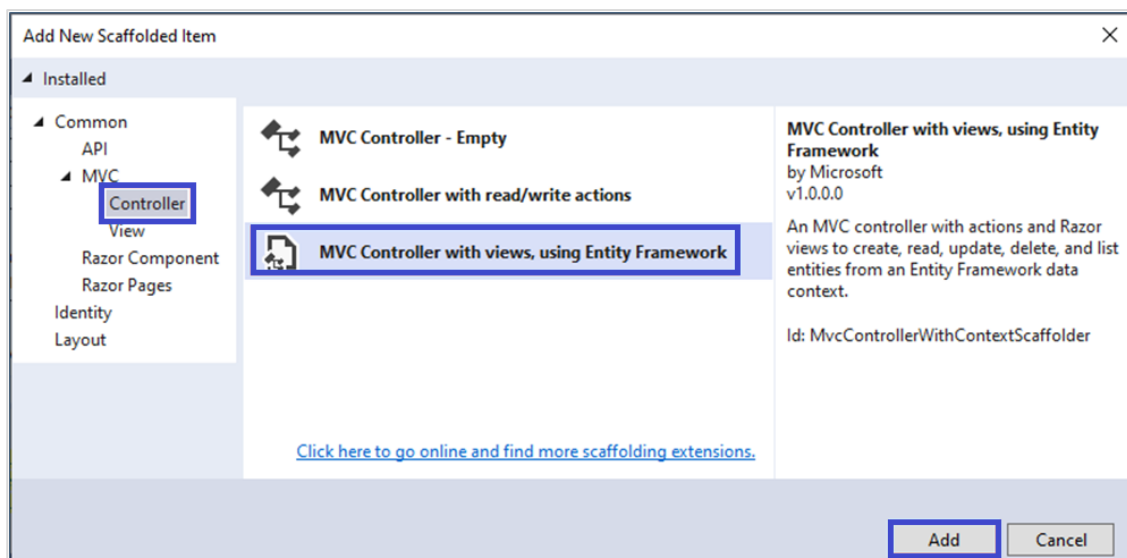 Add New Scaffolded Item
Installed
Common
API
MVC
Controller
View
Razor Component
Razor Pages
Identity
Layout
MVC Controller - Empty
MVC Controller with read/write actions
MVC Controller with views, using Entity Framework
Click here to go online and find more scaffolding extensions.
MVC Controller with views, using Entity
Framework
by Microsoft
v1.0.0.0
An MVC controller with actions and Razor
views to create, read, update, delete, and list
entities from an Entity Framework data
context.
Id: MvcControllerWithContextScaffolder
Add
Cancel